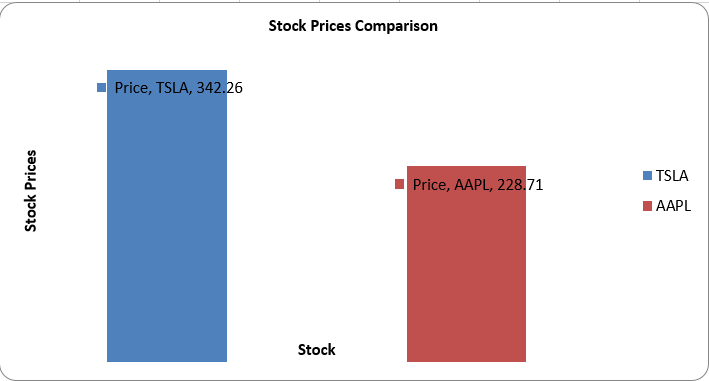 Stock Prices Comparison
Price, TSLA, 342.26
Price, AAPL, 228.71
Stock Prices
TSLA
AAPL
Stock